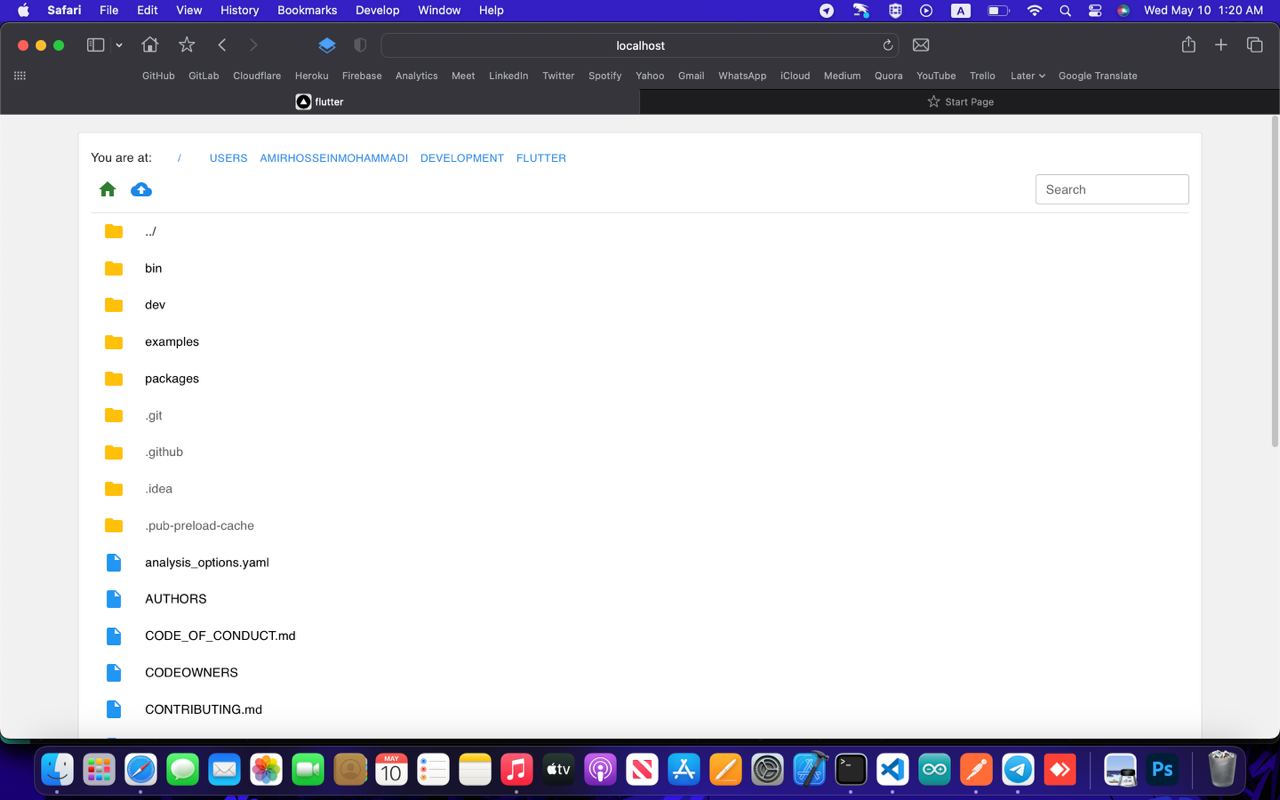 Safari File Edit View History Bookmarks Develop Window Help A Wed May 10 1:20 AM
localhost
GitHub GitLab Cloudflare Heroku Firebase Analytics Meet LinkedIn Twitter Spotify Yahoo Gmail WhatsApp iCloud Medium Quora YouTube Trello Later Google Translate
flutter Start Page
You are at: / USERS AMIRHOSSEINMOHAMMADI DEVELOPMENT FLUTTER
Search
../
bin
dev
examples
packages
.git
.github
.idea
.pub-preload-cache
analysis_options.yaml
AUTHORS
CODE_OF_CONDUCT.md
CODEOWNERS
CONTRIBUTING.md
MAY
10 tv Ps